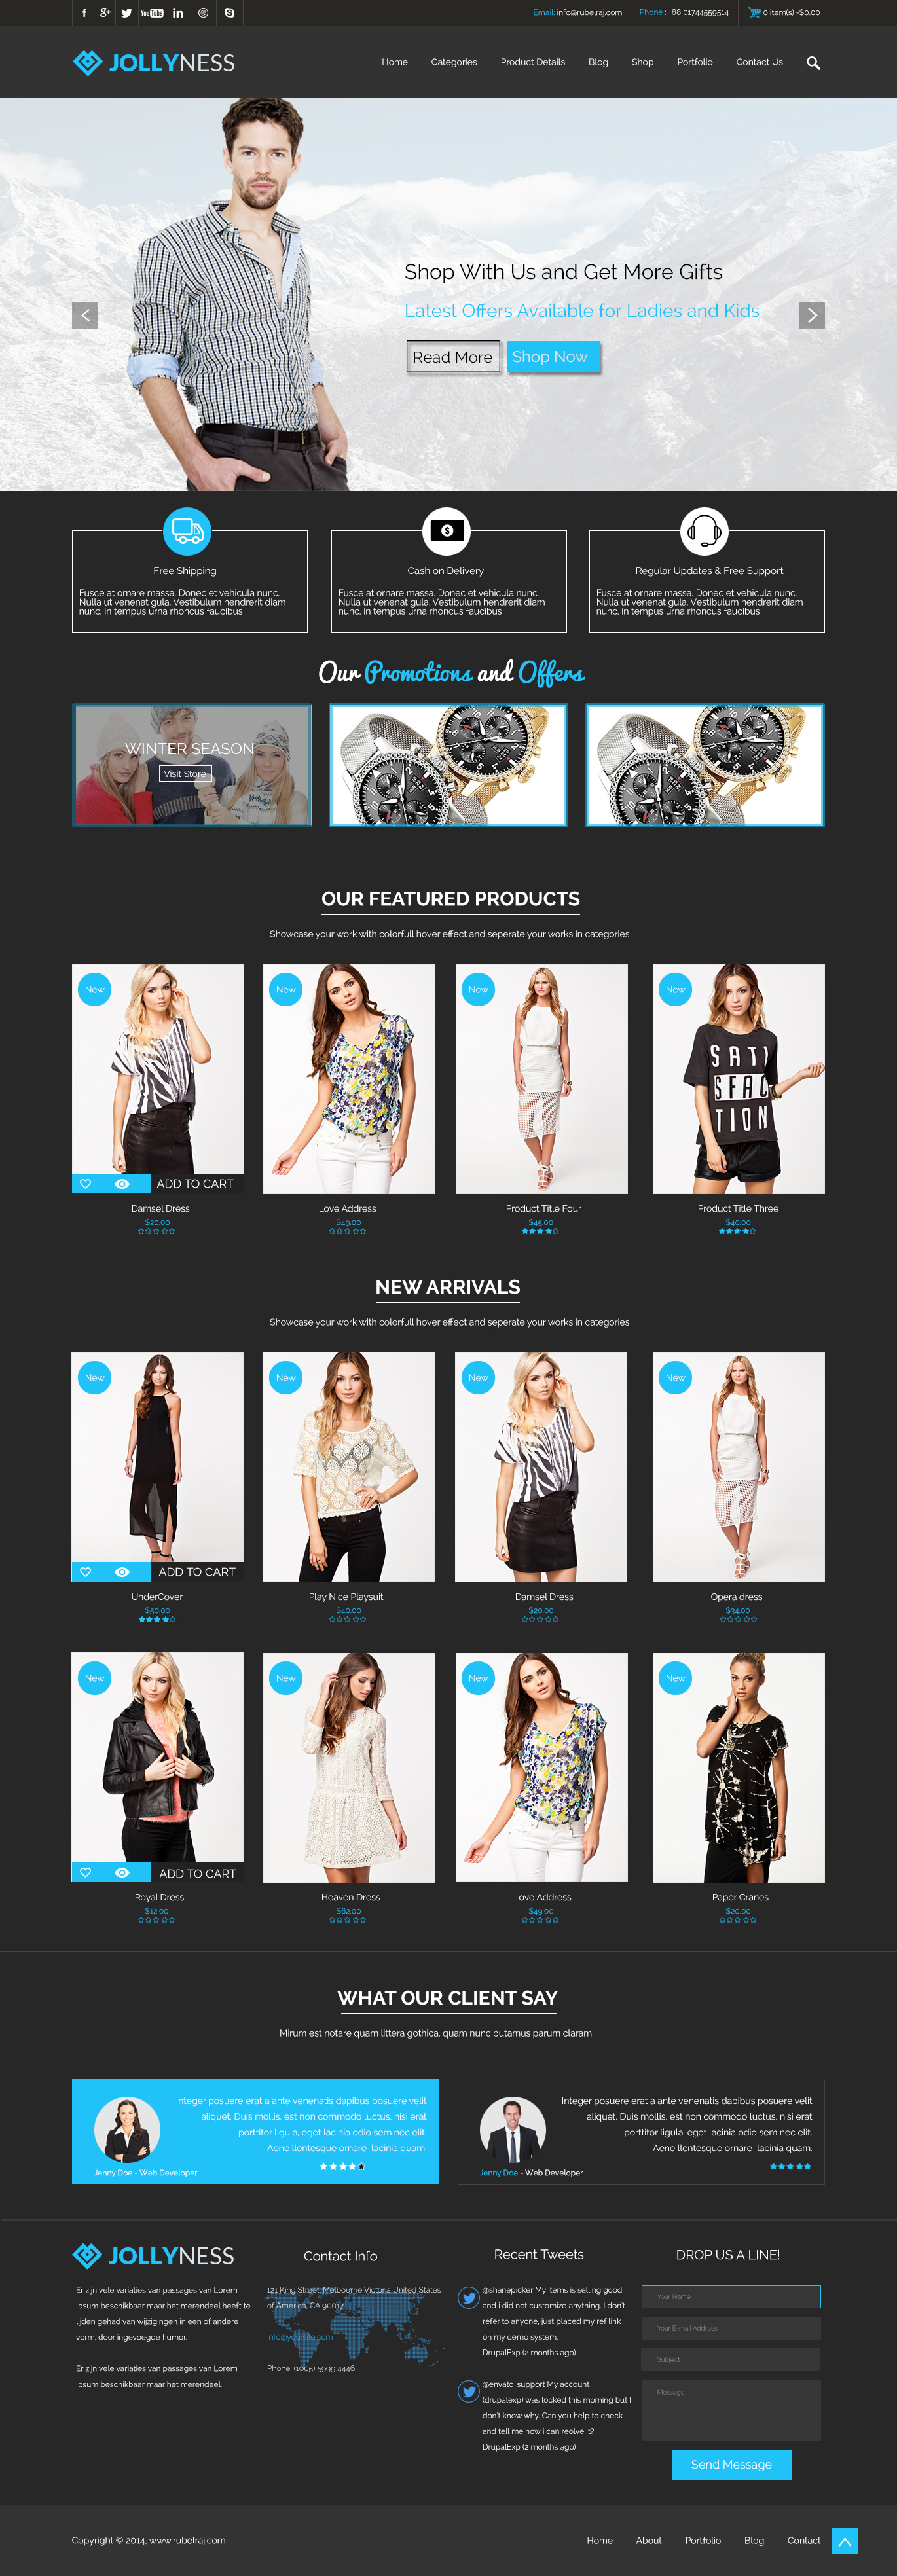 f g+ YouTube in
Email: info@rubelraj.com
Phone : +88 01744559514
0 item(s) -$0.00
JOLLYNESS
Home Categories Product Details Blog Shop Portfolio Contact Us
Shop With Us and Get More Gifts
Latest Offers Available for Ladies and Kids
Read More Shop Now
Free Shipping
Fusce at ornare massa. Donec et vehicula nunc.
Nulla ut venenat gula. Vestibulum hendrerit diam
nunc, in tempus urna rhoncus faucibus
Cash on Delivery
Fusce at ornare massa. Donec et vehicula nunc.
Nulla ut venenat gula. Vestibulum hendrerit diam
nunc, in tempus urna rhoncus faucibus
Regular Updates & Free Support
Fusce at ornare massa. Donec et vehicula nunc.
Nulla ut venenat gula. Vestibulum hendrerit diam
nunc, in tempus urna rhoncus faucibus
Our Promotions and Offers
WINTER SEASON
Visit Store
OUR FEATURED PRODUCTS
Showcase your work with colorfull hover effect and seperate your works in categories
New
New
New
New
SATI
SFAC
TION
ADD TO CART
Damsel Dress
$20.00
Love Address
$49.00
Product Title Four
$45.00
Product Title Three
$40.00
NEW ARRIVALS
Showcase your work with colorfull hover effect and seperate your works in categories
New
New
New
New
ADD TO CART
UnderCover
$50.00
Play Nice Playsuit
$40.00
Damsel Dress
$20.00
Opera dress
$34.00
New
New
New
New
ADD TO CART
Royal Dress
$12.00
Heaven Dress
$62.00
Love Address
$49.00
Paper Cranes
$20.00
WHAT OUR CLIENT SAY
Mirum est notare quam littera gothica, quam nunc putamus parum claram
Integer posuere erat a ante venenatis dapibus posuere velit
aliquet. Duis mollis, est non commodo luctus, nisi erat
porttitor ligula, eget lacinia odio sem nec elit.
Aene llentesque ornare lacinia quam.
Jenny Doe - Web Developer
Integer posuere erat a ante venenatis dapibus posuere velit
aliquet. Duis mollis, est non commodo luctus, nisi erat
porttitor ligula, eget lacinia odio sem nec elit.
Aene llentesque ornare lacinia quam.
Jenny Doe - Web Developer
JOLLYNESS
Er zijn vele variaties van passages van Lorem
Ipsum beschikbaar maar het merendeel heeft te
lijden gehad van wijzigingen in een of andere
vorm, door ingevoegde humor.
Er zijn vele variaties van passages van Lorem
Ipsum beschikbaar maar het merendeel.
Contact Info
121 King Street, Melbourne Victoria United States
of America, CA 90017
info@yoursite.com
Phone: (1005) 5999 4446
Recent Tweets
@shanepicker My items is selling good
and i did not customize anything. I don't
refer to anyone, just placed my ref link
on my demo system.
DrupalExp (2 months ago)
@envato_support My account
(drupalexp) was locked this morning but I
don't know why. Can you help to check
and tell me how i can reolve it?
DrupalExp (2 months ago)
DROP US A LINE!
Your Name
Your E-mail Address
Subject
Message
Send Message
Copyright © 2014, www.rubelraj.com
Home About Portfolio Blog Contact